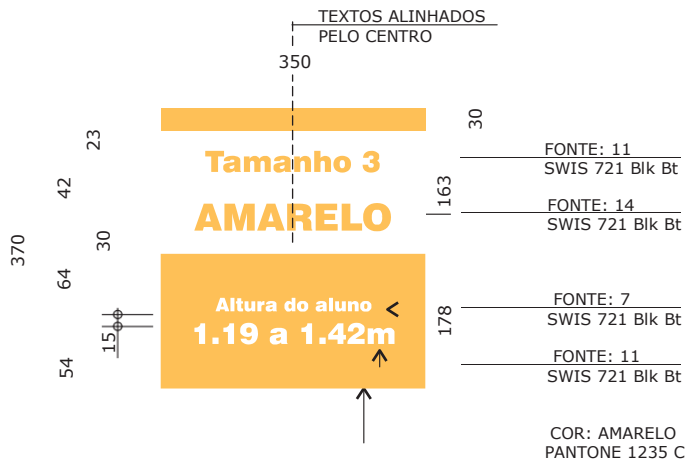 TEXTOS ALINHADOS
PELO CENTRO
350
30
23
FONTE: 11
SWIS 721 Blk Bt
Tamanho 3
42
163
FONTE: 14
SWIS 721 Blk Bt
AMARELO
370
30
64
Altura do aluno
FONTE: 7
SWIS 721 Blk Bt
178
1.19 a 1.42m
15
54
FONTE: 11
SWIS 721 Blk Bt
COR: AMARELO
PANTONE 1235 C